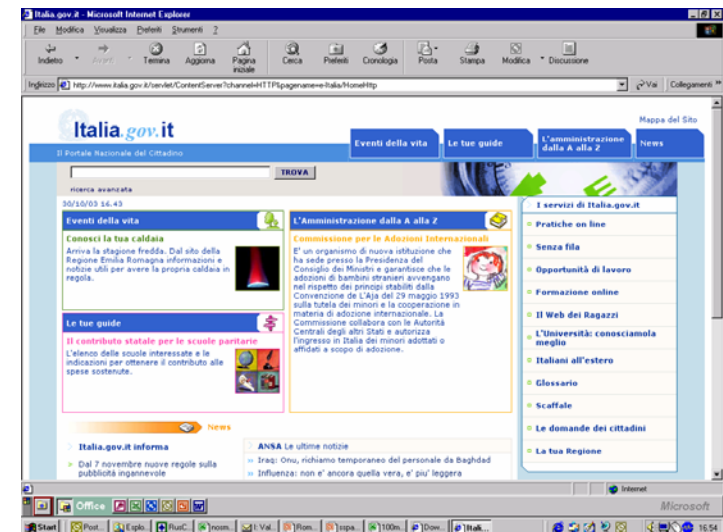 Italia.gov.it - Microsoft Internet Explorer
File Modifica Visualizza Preferiti Strumenti ?
Indietro Avanti Termina Aggiorna Pagina iniziale Cerca Preferiti Cronologia Posta Stampa Modifica Discussione
Indirizzo http://www.italia.gov.it/servlet/ContentServer?channel=HTTP&pagename=e-Italia/HomeHttp Vai Collegamenti
Mappa del Sito
Italia.gov.it
Il Portale Nazionale del Cittadino
Eventi della vita
Le tue guide
L'amministrazione
dalla A alla Z
News
TROVA
ricerca avanzata
30/10/03 16.43
Eventi della vita
Conosci la tua caldaia
Arriva la stagione fredda. Dal sito della
Regione Emilia Romagna informazioni e
notizie utili per avere la propria caldaia in
regola.
Le tue guide
Il contributo statale per le scuole paritarie
L'elenco delle scuole interessate e le
indicazioni per ottenere il contributo alle
spese sostenute.
L'Amministrazione dalla A alla Z
Commissione per le Adozioni Internazionali
E' un organismo di nuova istituzione che
ha sede presso la Presidenza del
Consiglio dei Ministri e garantisce che le
adozioni di bambini stranieri avvengano
nel rispetto dei principi stabiliti dalla
Convenzione de L'Aja del 29 maggio 1993
sulla tutela dei minori e la cooperazione in
materia di adozione internazionale. La
Commissione collabora con le Autorità
Centrali degli altri Stati e autorizza
l'ingresso in Italia dei minori adottati o
affidati a scopo di adozione.
I servizi di Italia.gov.it
Pratiche on line
Senza fila
Opportunità di lavoro
Formazione online
Il Web dei Ragazzi
L'Università: conosciamola
meglio
Italiani all'estero
Glossario
Scaffale
Le domande dei cittadini
La tua Regione
News
Italia.gov.it informa
Dal 7 novembre nuove regole sulla
pubblicità ingannevole
ANSA Le ultime notizie
Iraq: Onu, richiamo temporaneo del personale da Baghdad
Influenza: non e' ancora quella vera, e' piu' leggera
Internet
Office Microsoft
Start Post... Esplo... RusC... nom... I: Val... Rom... sspa... 100m... Dow... Itali... 16.54